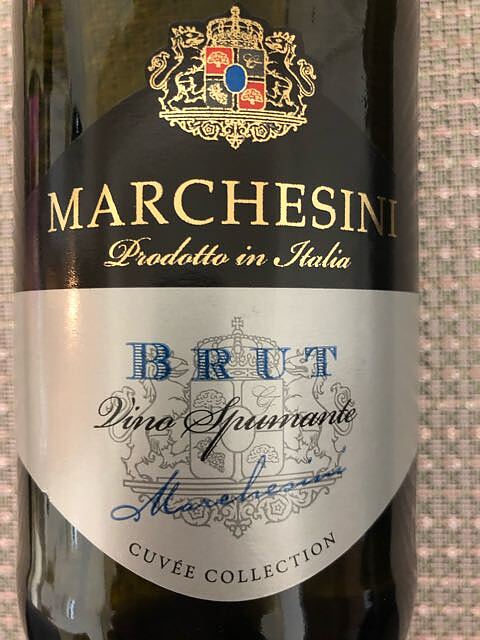 MARCHESINI
Prodotto in Italia
BRUT
Vino Spumante
Marchesini
CUVÉE COLLECTION